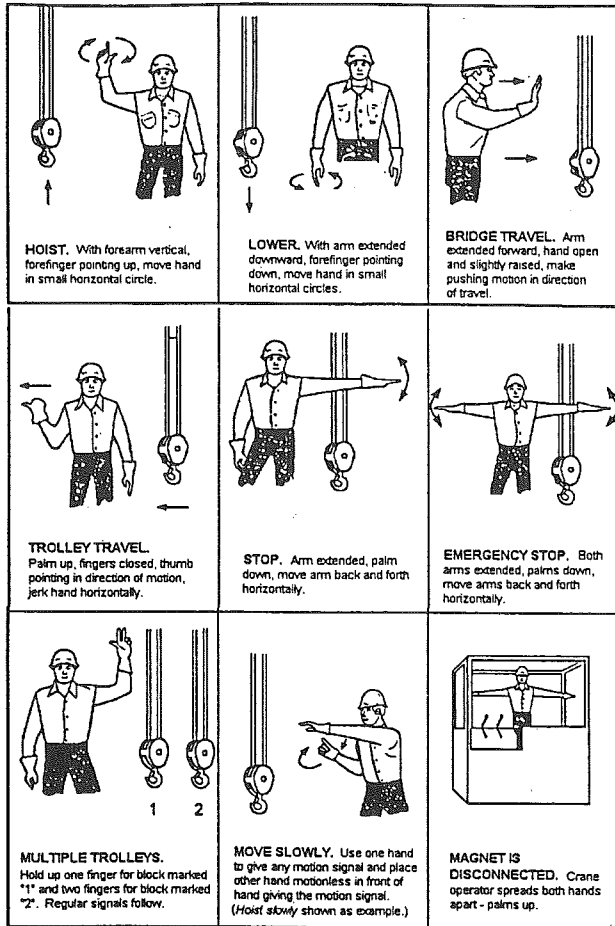 HOIST. With forearm vertical,
forefinger pointing up, move hand
in small horizontal circle.
LOWER. With arm extended
downward, forefinger pointing
down, move hand in small
horizontal circles.
BRIDGE TRAVEL. Arm
extended forward, hand open
and slightly raised, make
pushing motion in direction
of travel.
TROLLEY TRAVEL.
Palm up, fingers closed, thumb
pointing in direction of motion,
jerk hand horizontally.
STOP. Arm extended, palm
down, move arm back and forth
horizontally.
EMERGENCY STOP. Both
arms extended, palms down,
move arms back and forth
horizontally.
1 2
MULTIPLE TROLLEYS.
Hold up one finger for block marked
"1" and two fingers for block marked
"2". Regular signals follow.
MOVE SLOWLY. Use one hand
to give any motion signal and place
other hand motionless in front of
hand giving the motion signal.
(Hoist slowly shown as example.)
MAGNET IS
DISCONNECTED. Crane
operator spreads both hands
apart - palms up.